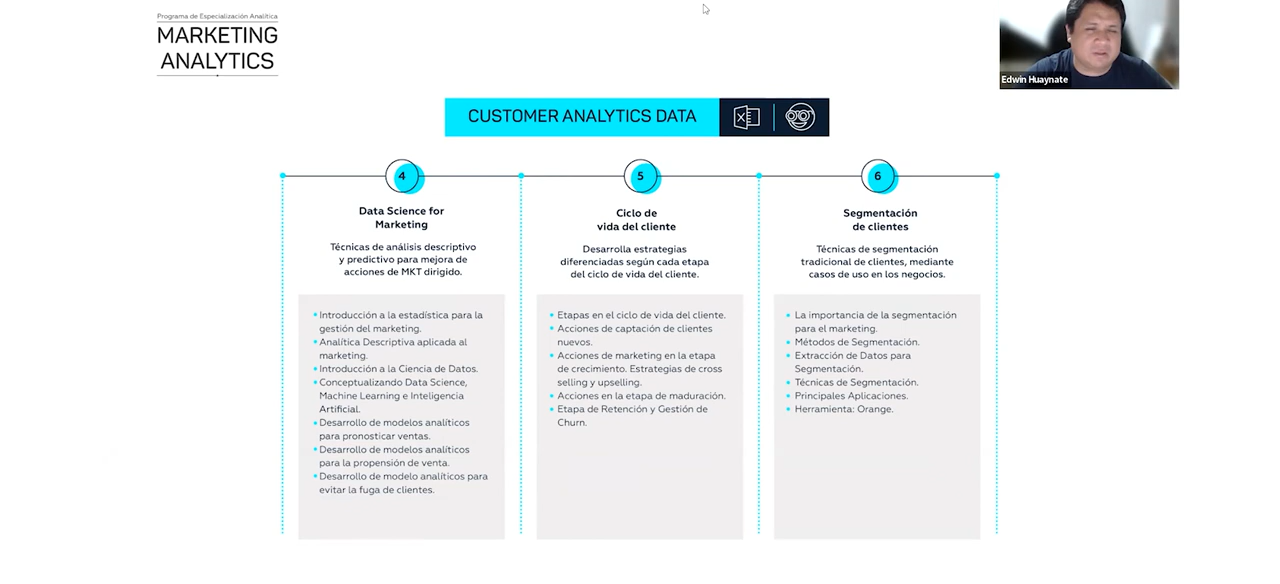 Programa de Especialización Analítica
MARKETING
ANALYTICS
Edwin Huaynate
CUSTOMER ANALYTICS DATA
4
Data Science for
Marketing
Técnicas de análisis descriptivo
y predictivo para mejora de
acciones de MKT dirigido.
• Introducción a la estadística para la
gestión del marketing.
• Analítica Descriptiva aplicada al
marketing.
• Introducción a la Ciencia de Datos.
• Conceptualizando Data Science,
Machine Learning e Inteligencia
Artificial.
• Desarrollo de modelos analíticos
para pronosticar ventas.
• Desarrollo de modelos analíticos
para la propensión de venta.
• Desarrollo de modelo analíticos para
evitar la fuga de clientes.
5
Ciclo de
vida del cliente
Desarrolla estrategias
diferenciadas según cada etapa
del ciclo de vida del cliente.
• Etapas en el ciclo de vida del cliente.
• Acciones de captación de clientes
nuevos.
• Acciones de marketing en la etapa
de crecimiento. Estrategias de cross
selling y upselling.
• Acciones en la etapa de maduración.
• Etapa de Retención y Gestión de
Churn.
6
Segmentación
de clientes
Técnicas de segmentación
tradicional de clientes, mediante
casos de uso en los negocios.
• La importancia de la segmentación
para el marketing.
• Métodos de Segmentación.
• Extracción de Datos para
Segmentación.
• Técnicas de Segmentación.
• Principales Aplicaciones.
• Herramienta: Orange.